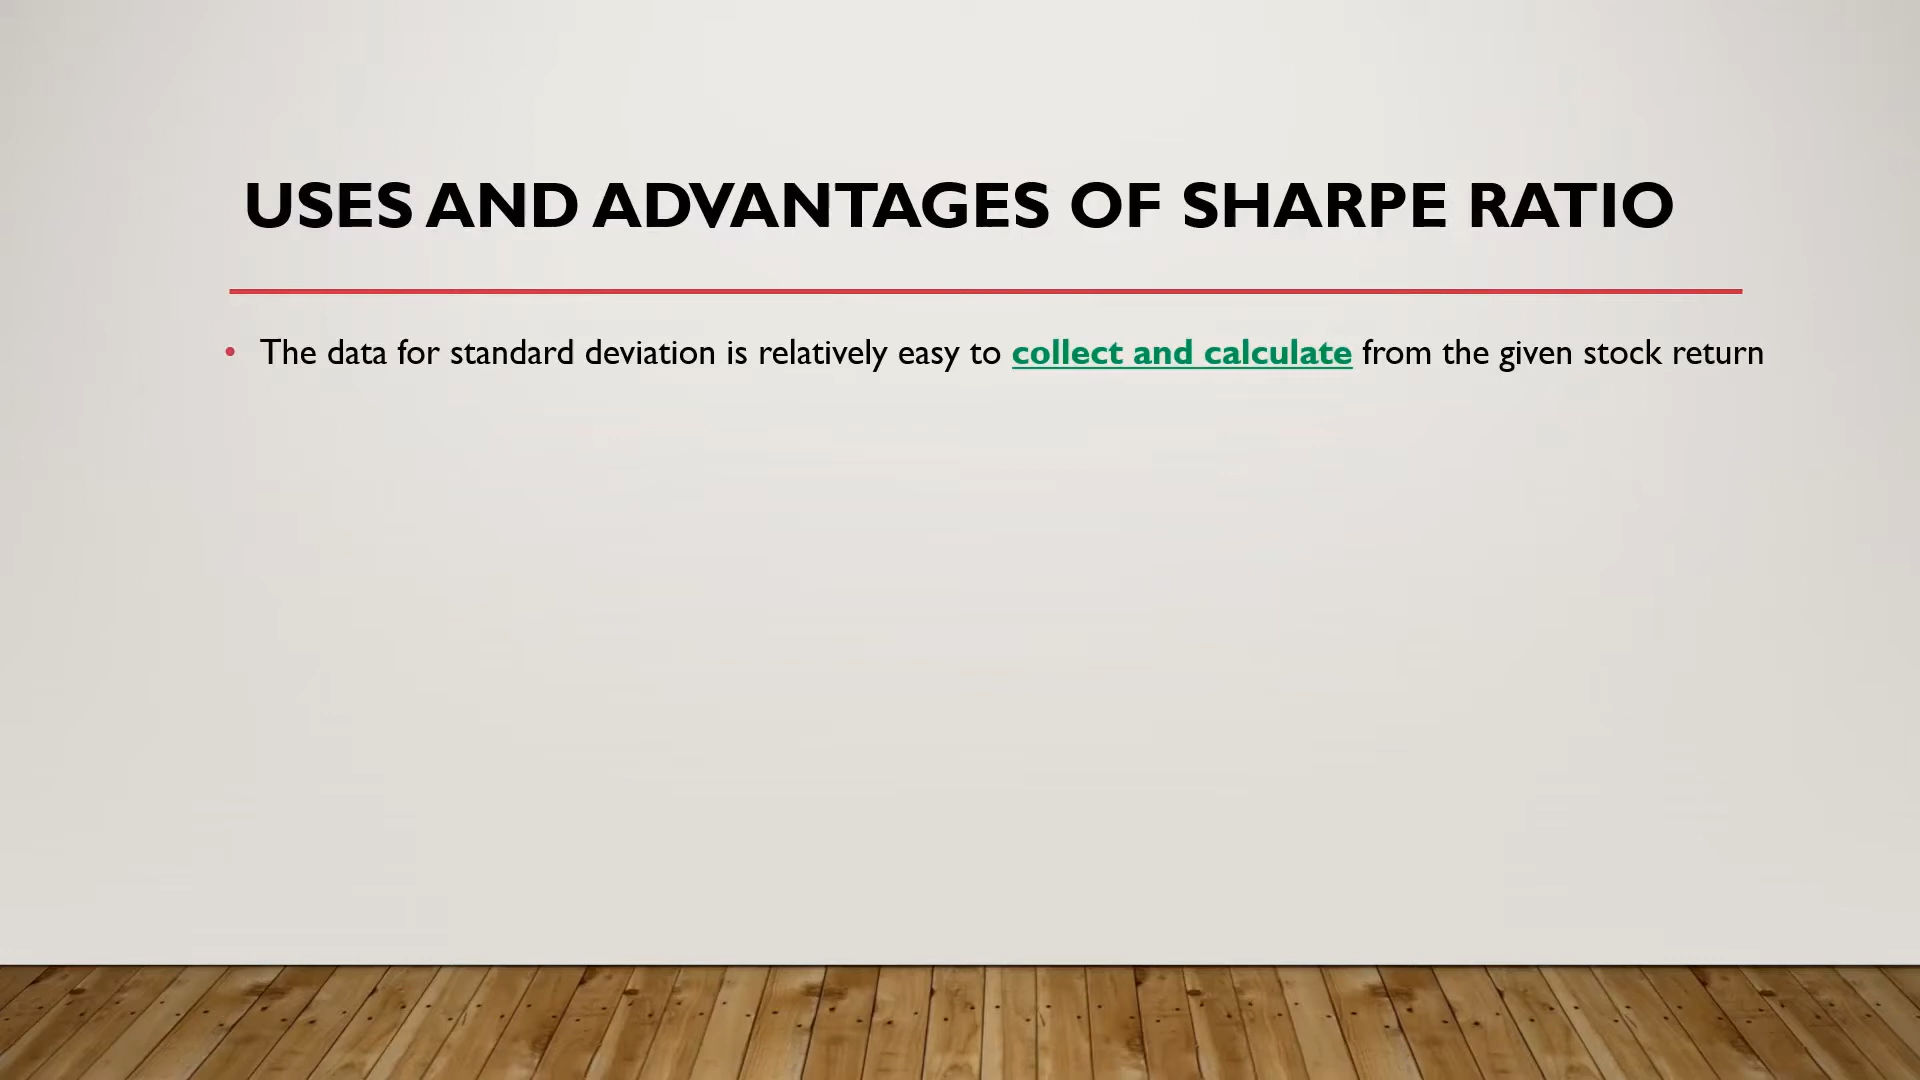 USES AND ADVANTAGES OF SHARPE RATIO
• The data for standard deviation is relatively easy to collect and calculate from the given stock return